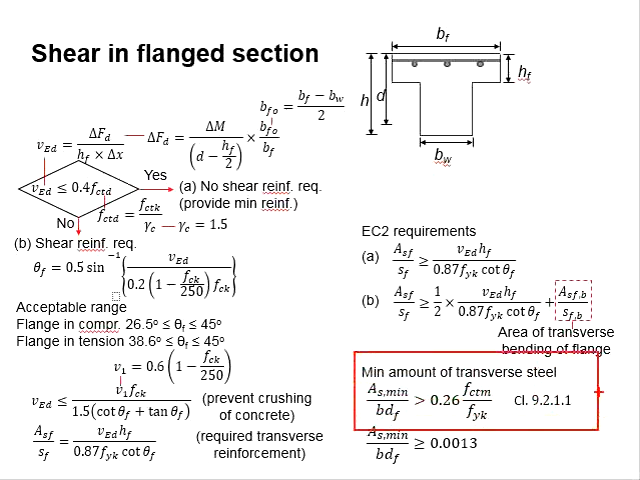 Shear in flanged section
b_f
h_f
h
d
b_w
b_fo = (b_f − b_w) / 2
v_Ed = ΔF_d / (h_f × Δx)
ΔF_d = ΔM / (d − h_f/2) × b_fo / b_f
v_Ed ≤ 0.4f_ctd
Yes
(a) No shear reinf. req.
(provide min reinf.)
No
f_ctd = f_ctk / γ_c
γ_c = 1.5
(b) Shear reinf. req.
θ_f = 0.5 sin⁻¹ { v_Ed / (0.2 (1 − f_ck/250) f_ck) }
Acceptable range
Flange in compr. 26.5° ≤ θ_f ≤ 45°
Flange in tension 38.6° ≤ θ_f ≤ 45°
v_1 = 0.6 (1 − f_ck/250)
v_Ed ≤ v_1 f_ck / (1.5(cot θ_f + tan θ_f))
(prevent crushing
of concrete)
A_sf / s_f = v_Ed h_f / (0.87f_yk cot θ_f)
(required transverse
reinforcement)
EC2 requirements
(a) A_sf / s_f ≥ v_Ed h_f / (0.87f_yk cot θ_f)
(b) A_sf / s_f ≥ 1/2 × v_Ed h_f / (0.87f_yk cot θ_f) + A_sf,b / s_f,b
Area of transverse
bending of flange
Min amount of transverse steel
A_s,min / bd_f > 0.26 f_ctm / f_yk Cl. 9.2.1.1
A_s,min / bd_f ≥ 0.0013